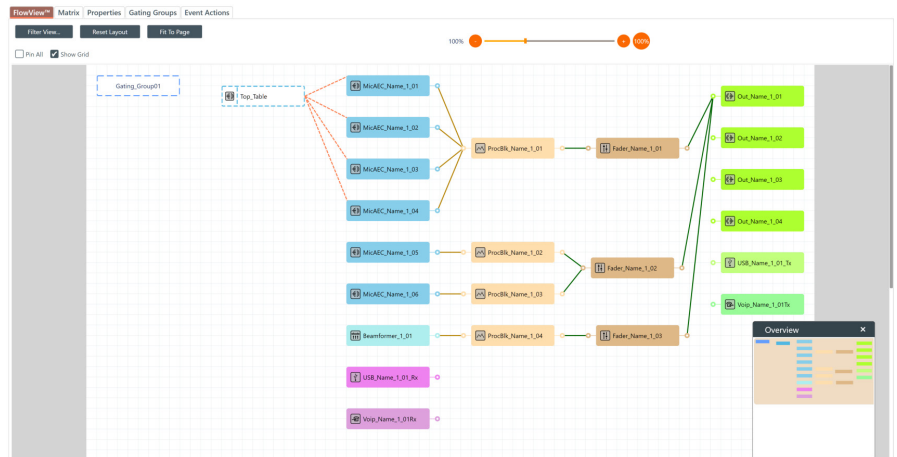 FlowView™ Matrix Properties Gating Groups Event Actions
Filter View... Reset Layout Fit To Page
100% - + 100%
Pin All Show Grid
Gating_Group01
Top_Table
MicAEC_Name_1_01
Out_Name_1_01
MicAEC_Name_1_02
Out_Name_1_02
ProcBlk_Name_1_01
Fader_Name_1_01
MicAEC_Name_1_03
Out_Name_1_03
MicAEC_Name_1_04
Out_Name_1_04
MicAEC_Name_1_05
ProcBlk_Name_1_02
Fader_Name_1_02
USB_Name_1_01_Tx
MicAEC_Name_1_06
ProcBlk_Name_1_03
Voip_Name_1_01Tx
Beamformer_1_01
ProcBlk_Name_1_04
Fader_Name_1_03
Overview ×
USB_Name_1_01_Rx
Voip_Name_1_01Rx